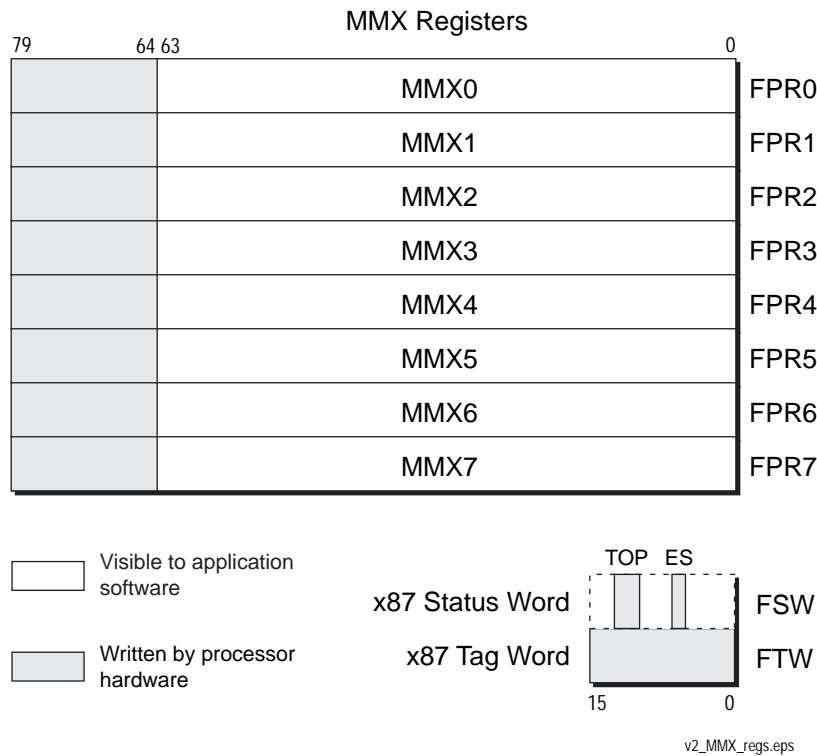 MMX Registers
79 64 63 0
MMX0 FPR0
MMX1 FPR1
MMX2 FPR2
MMX3 FPR3
MMX4 FPR4
MMX5 FPR5
MMX6 FPR6
MMX7 FPR7
Visible to application
software
Written by processor
hardware
TOP ES
x87 Status Word FSW
x87 Tag Word FTW
15 0
v2_MMX_regs.eps